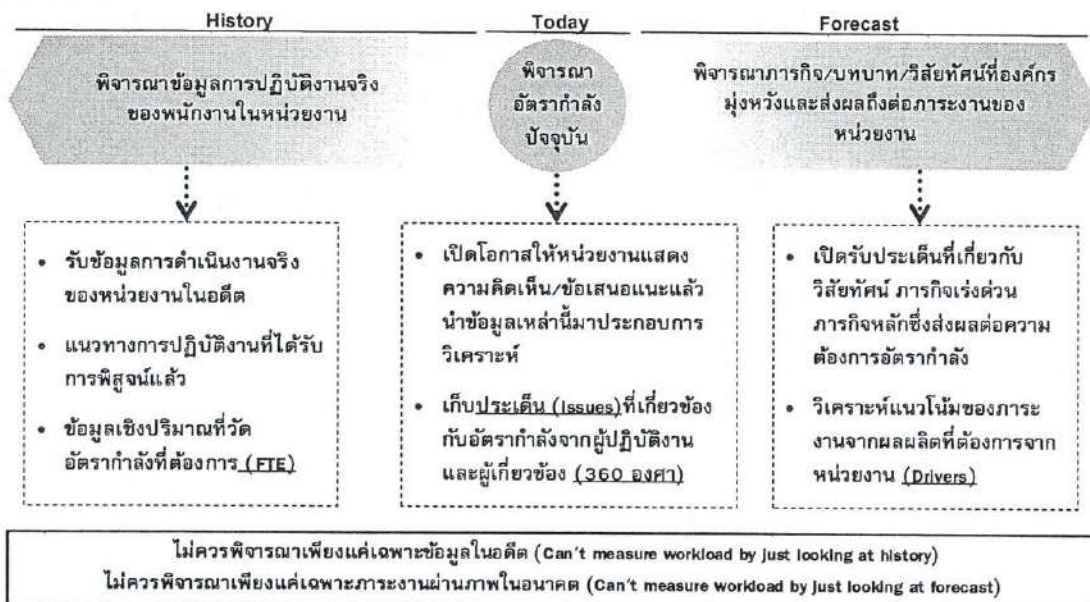 History
Today
Forecast
พิจารณาข้อมูลการปฏิบัติงานจริง
ของพนักงานในหน่วยงาน
พิจารณา
อัตรากำลัง
ปัจจุบัน
พิจารณาภารกิจ/บทบาท/วิสัยทัศน์ที่องค์กร
มุ่งหวังและส่งผลถึงต่อภาระงานของ
หน่วยงาน
• รับข้อมูลการดำเนินงานจริง
ของหน่วยงานในอดีต
• แนวทางการปฏิบัติงานที่ได้รับ
การพิสูจน์แล้ว
• ข้อมูลเชิงปริมาณที่วัด
อัตรากำลังที่ต้องการ (FTE)
• เปิดโอกาสให้หน่วยงานแสดง
ความคิดเห็น/ข้อเสนอแนะแล้ว
นำข้อมูลเหล่านี้มาประกอบการ
วิเคราะห์
• เก็บประเด็น (Issues)ที่เกี่ยวข้อง
กับอัตรากำลังจากผู้ปฏิบัติงาน
และผู้เกี่ยวข้อง (360 องศา)
• เปิดรับประเด็นที่เกี่ยวกับ
วิสัยทัศน์ ภารกิจเร่งด่วน
ภารกิจหลักซึ่งส่งผลต่อความ
ต้องการอัตรากำลัง
• วิเคราะห์แนวโน้มของภาระ
งานจากผลผลิตที่ต้องการจาก
หน่วยงาน (Drivers)
ไม่ควรพิจารณาเพียงแค่เฉพาะข้อมูลในอดีต (Can't measure workload by just looking at history)
ไม่ควรพิจารณาเพียงแค่เฉพาะภาระงานผ่านภาพในอนาคต (Can't measure workload by just looking at forecast)